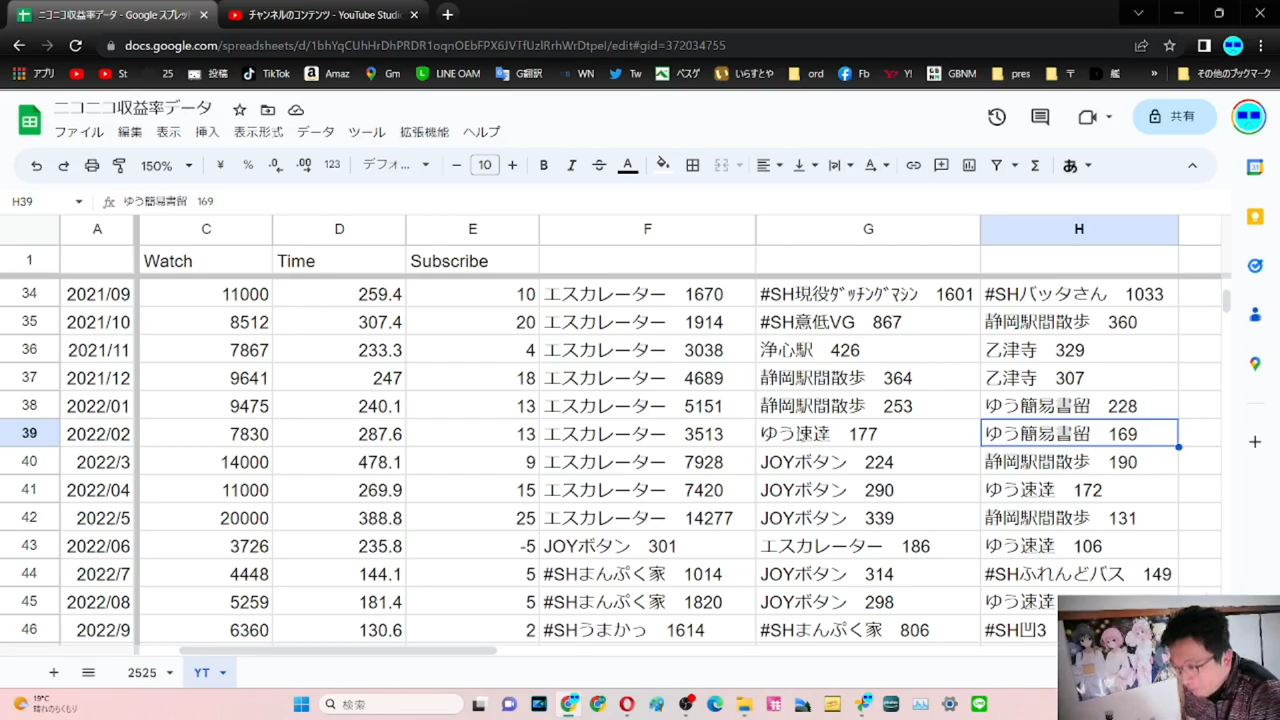 ニコニコ収益率データ - Google スプレッ
チャンネルのコンテンツ - YouTube Studio
docs.google.com/spreadsheets/d/1bhYqCUhHrDhPRDR1oqnOEbFPX6JVTfUzlRrhWrDtpeI/edit#gid=372034755
アプリ St 25 投稿 TikTok Amaz Gm LINE OAM G翻訳 WN Tw ベスゲ いらすとや ord Fb Y! GBNM pres 〒 艦 » その他のブックマーク
ニコニコ収益率データ
ファイル 編集 表示 挿入 表示形式 データ ツール 拡張機能 ヘルプ
共有
150% ¥ % .0 .00 123 デフォ... − 10 + B I A Σ あ
H39 fx ゆう簡易書留 169
A C D E F G H
1 Watch Time Subscribe
34 2021/09 11000 259.4 10 エスカレーター 1670 #SH現役ﾀﾞｯﾁﾝｸﾞﾏｼﾝ 1601 #SHバッタさん 1033
35 2021/10 8512 307.4 20 エスカレーター 1914 #SH意低VG 867 静岡駅間散歩 360
36 2021/11 7867 233.3 4 エスカレーター 3038 浄心駅 426 乙津寺 329
37 2021/12 9641 247 18 エスカレーター 4689 静岡駅間散歩 364 乙津寺 307
38 2022/01 9475 240.1 13 エスカレーター 5151 静岡駅間散歩 253 ゆう簡易書留 228
39 2022/02 7830 287.6 13 エスカレーター 3513 ゆう速達 177 ゆう簡易書留 169
40 2022/3 14000 478.1 9 エスカレーター 7928 JOYボタン 224 静岡駅間散歩 190
41 2022/04 11000 269.9 15 エスカレーター 7420 JOYボタン 290 ゆう速達 172
42 2022/5 20000 388.8 25 エスカレーター 14277 JOYボタン 339 静岡駅間散歩 131
43 2022/06 3726 235.8 -5 JOYボタン 301 エスカレーター 186 ゆう速達 106
44 2022/7 4448 144.1 5 #SHまんぷく家 1014 JOYボタン 314 #SHふれんどバス 149
45 2022/08 5259 181.4 5 #SHまんぷく家 1820 JOYボタン 298 ゆう速達
46 2022/9 6360 130.6 2 #SHうまかっ 1614 #SHまんぷく家 806 #SH凹3
2525 YT
19°C
晴れのちくもり
検索